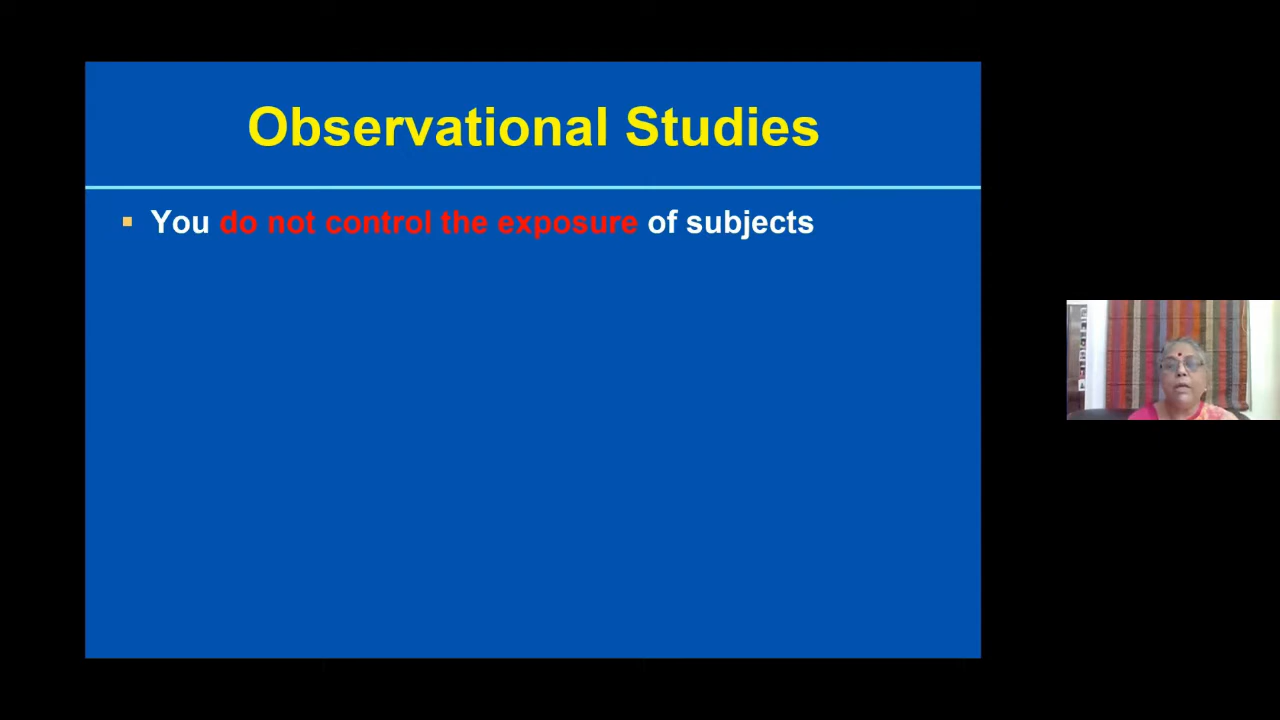 Observational Studies
You do not control the exposure of subjects